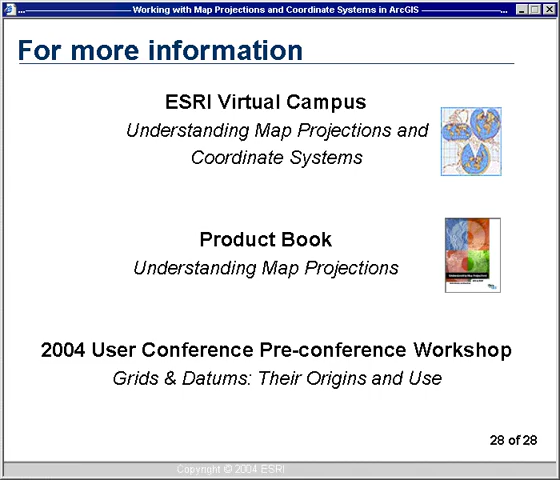 Working with Map Projections and Coordinate Systems in ArcGIS
For more information
ESRI Virtual Campus
Understanding Map Projections and
Coordinate Systems
Product Book
Understanding Map Projections
2004 User Conference Pre-conference Workshop
Grids & Datums: Their Origins and Use
28 of 28
Copyright © 2004 ESRI